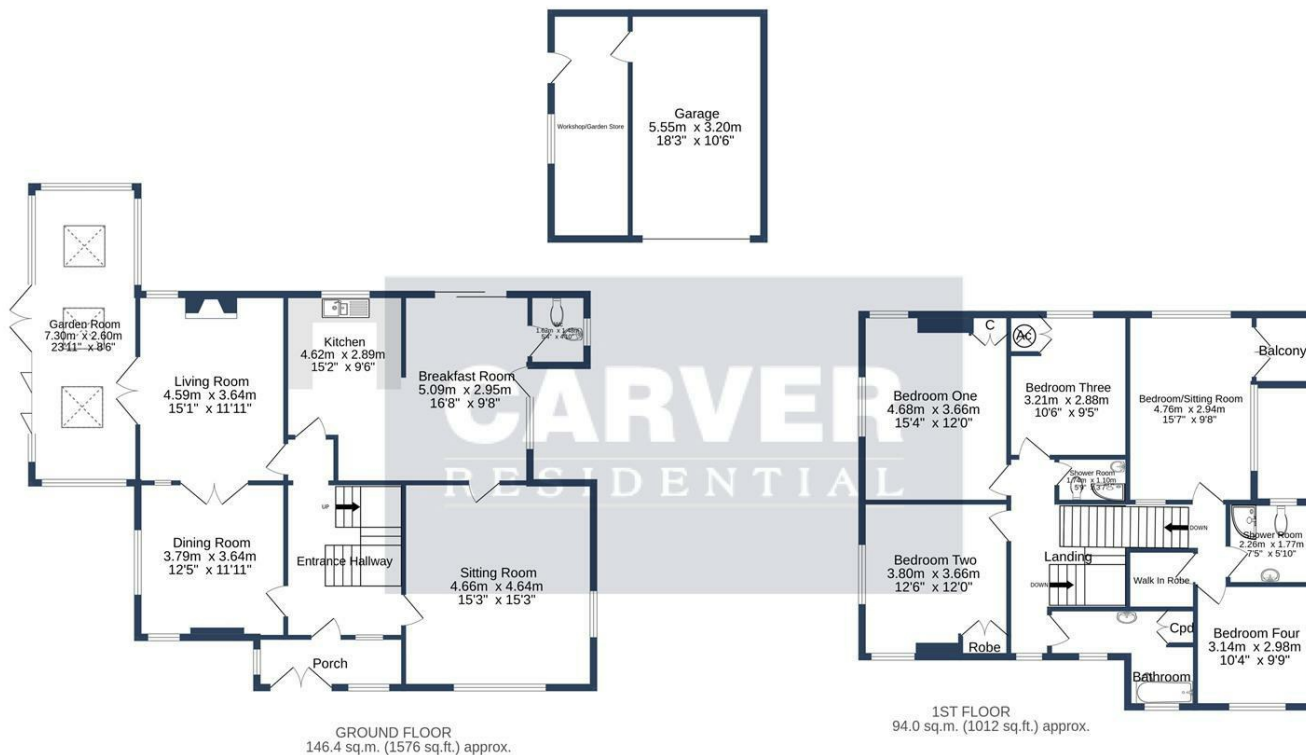 Workshop/Garden Store
Garage
5.55m x 3.20m
18'3" x 10'6"
Garden Room
7.30m x 2.60m
23'11" x 8'6"
Living Room
4.59m x 3.64m
15'1" x 11'11"
Kitchen
4.62m x 2.89m
15'2" x 9'6"
Breakfast Room
5.09m x 2.95m
16'8" x 9'8"
Dining Room
3.79m x 3.64m
12'5" x 11'11"
UP
Entrance Hallway
Sitting Room
4.66m x 4.64m
15'3" x 15'3"
Porch
CARVER
RESIDENTIAL
GROUND FLOOR
146.4 sq.m. (1576 sq.ft.) approx.
C
Ac
Bedroom One
4.68m x 3.66m
15'4" x 12'0"
Bedroom Three
3.21m x 2.88m
10'6" x 9'5"
Bedroom/Sitting Room
4.76m x 2.94m
15'7" x 9'8"
Balcony
Shower Room
1.74m x 1.10m
5'9"
Bedroom Two
3.80m x 3.66m
12'6" x 12'0"
Robe
Landing
DOWN
DOWN
Walk In Robe
Shower Room
2.26m x 1.77m
7'5" x 5'10"
Cpd
Bathroom
Bedroom Four
3.14m x 2.98m
10'4" x 9'9"
1ST FLOOR
94.0 sq.m. (1012 sq.ft.) approx.